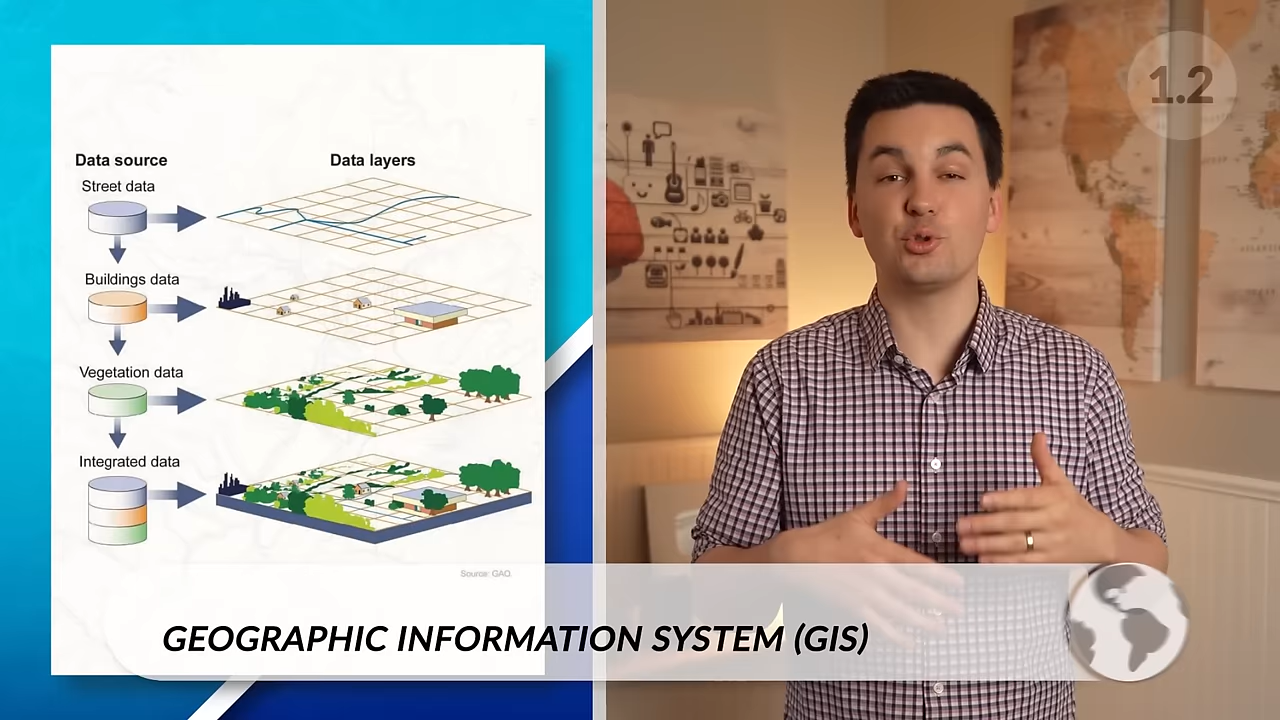 Data source
Data layers
Street data
Buildings data
Vegetation data
Integrated data
Source: GAO.
GEOGRAPHIC INFORMATION SYSTEM (GIS)
1.2